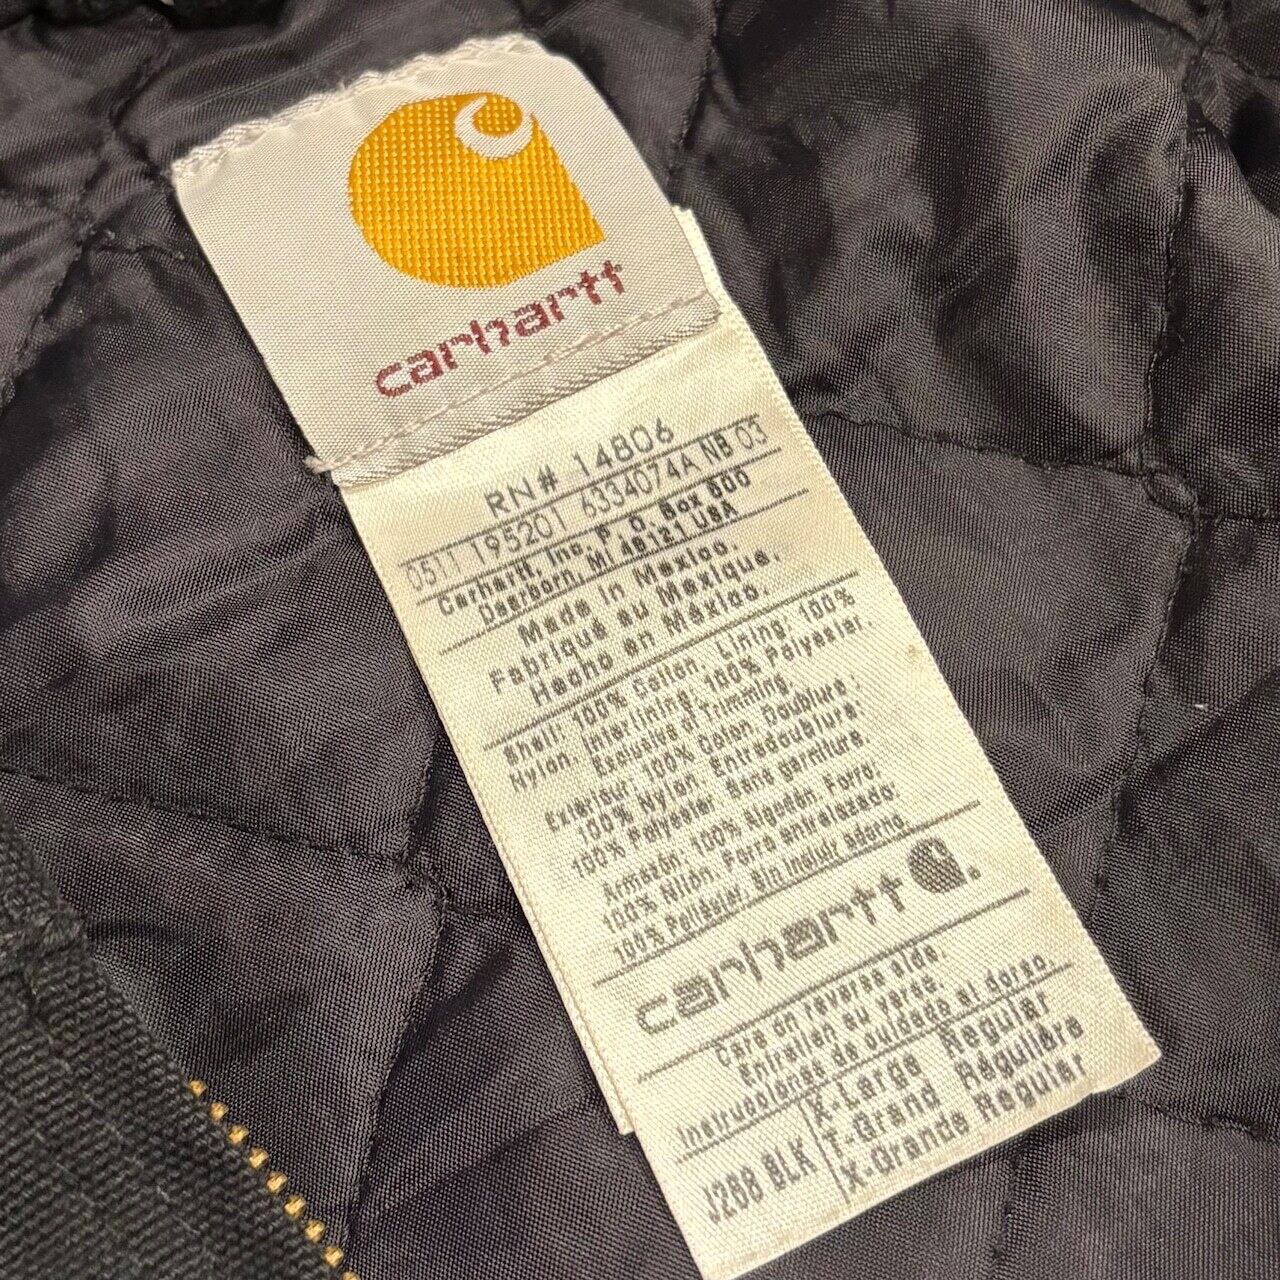 carhartt
RN# 14806
0511 195201 6334074A NB 03
Carhartt, Inc. P. O. Box 600
Dearborn, MI. 48121 USA
Made in Mexico.
Fabriqué au Mexique.
Hecho en México.
Shell: 100% Cotton, Lining: 100%
Nylon, Interlining: 100% Polyester.
Exclusive of Trimming.
Extérieur: 100% Coton, Doublure:
100% Nylon, Entredoublure:
100% Polyester, Sans garniture.
Armazón: 100% Algodón, Forro:
100% Nilón, Forro entrelazado:
100% Poliéster, Sin incluir adorno.
carhartt
Care on reverse side.
Entretien au verso.
Instrucciones de cuidado al dorso.
J268 BLK
X-Large Regular
T-Grand Régulière
X-Grande Regular